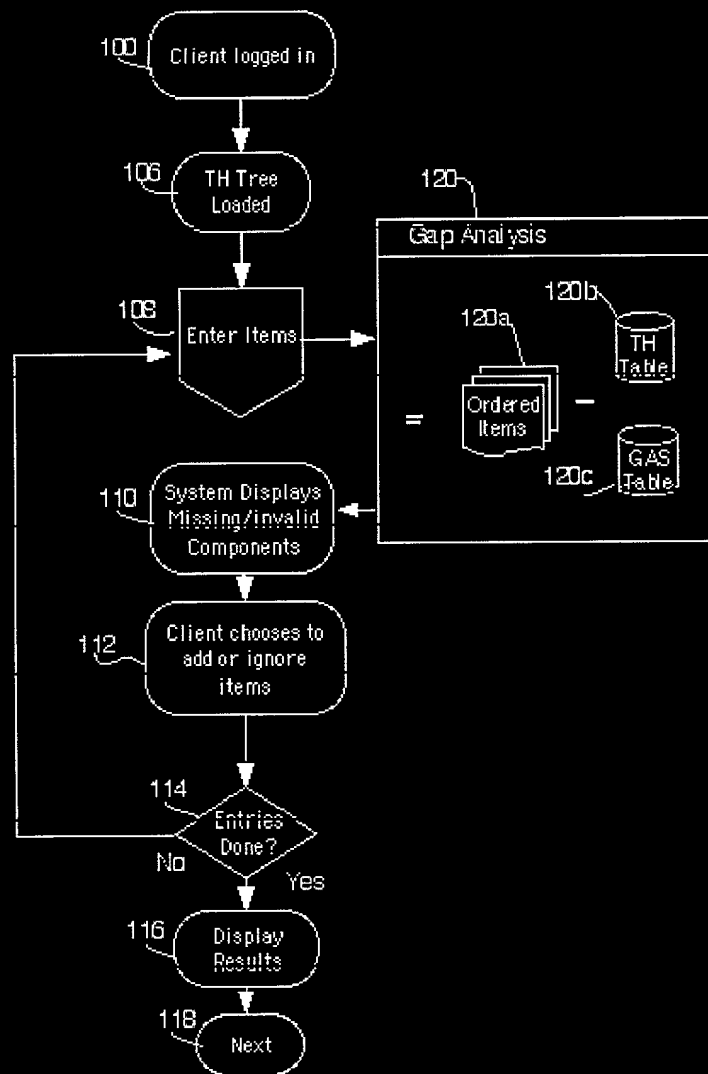 100
Client logged in
106
TH Tree
Loaded
120
Gap Analysis
108
Enter Items
120a
120b
TH
Table
=
Ordered
Items
-
GAS
Table
120c
110
System Displays
Missing/invalid
Components
112
Client chooses to
add or ignore
items
114
Entries
Done?
No
Yes
116
Display
Results
118
Next